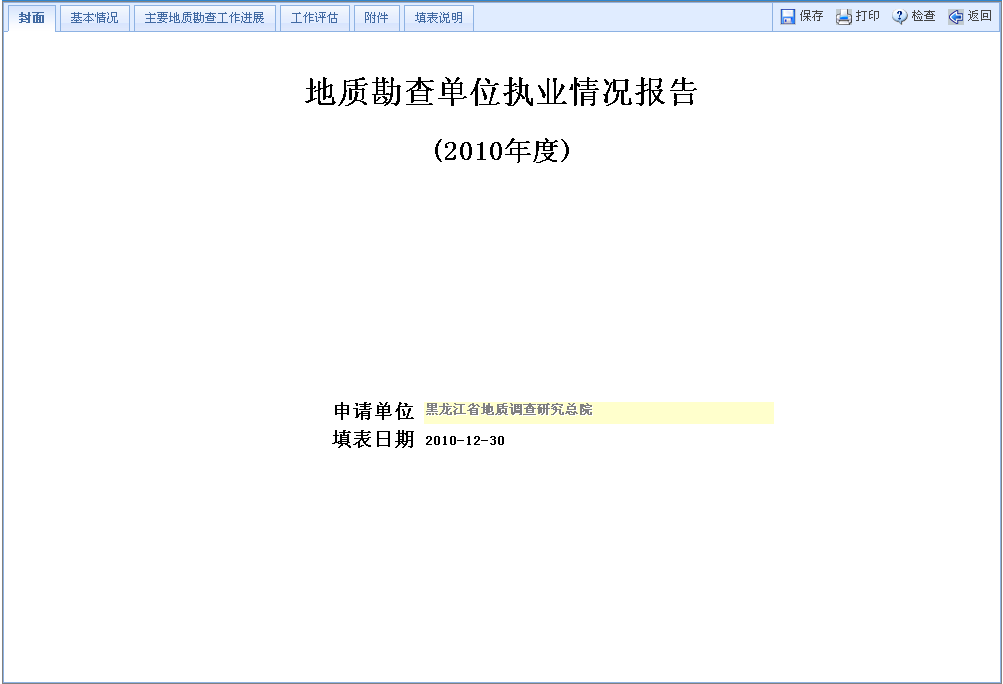 封面 基本情况 主要地质勘查工作进展 工作评估 附件 填表说明 保存 打印 检查 返回
地质勘查单位执业情况报告
(2010年度)
申请单位 黑龙江省地质调查研究总院
填表日期 2010-12-30